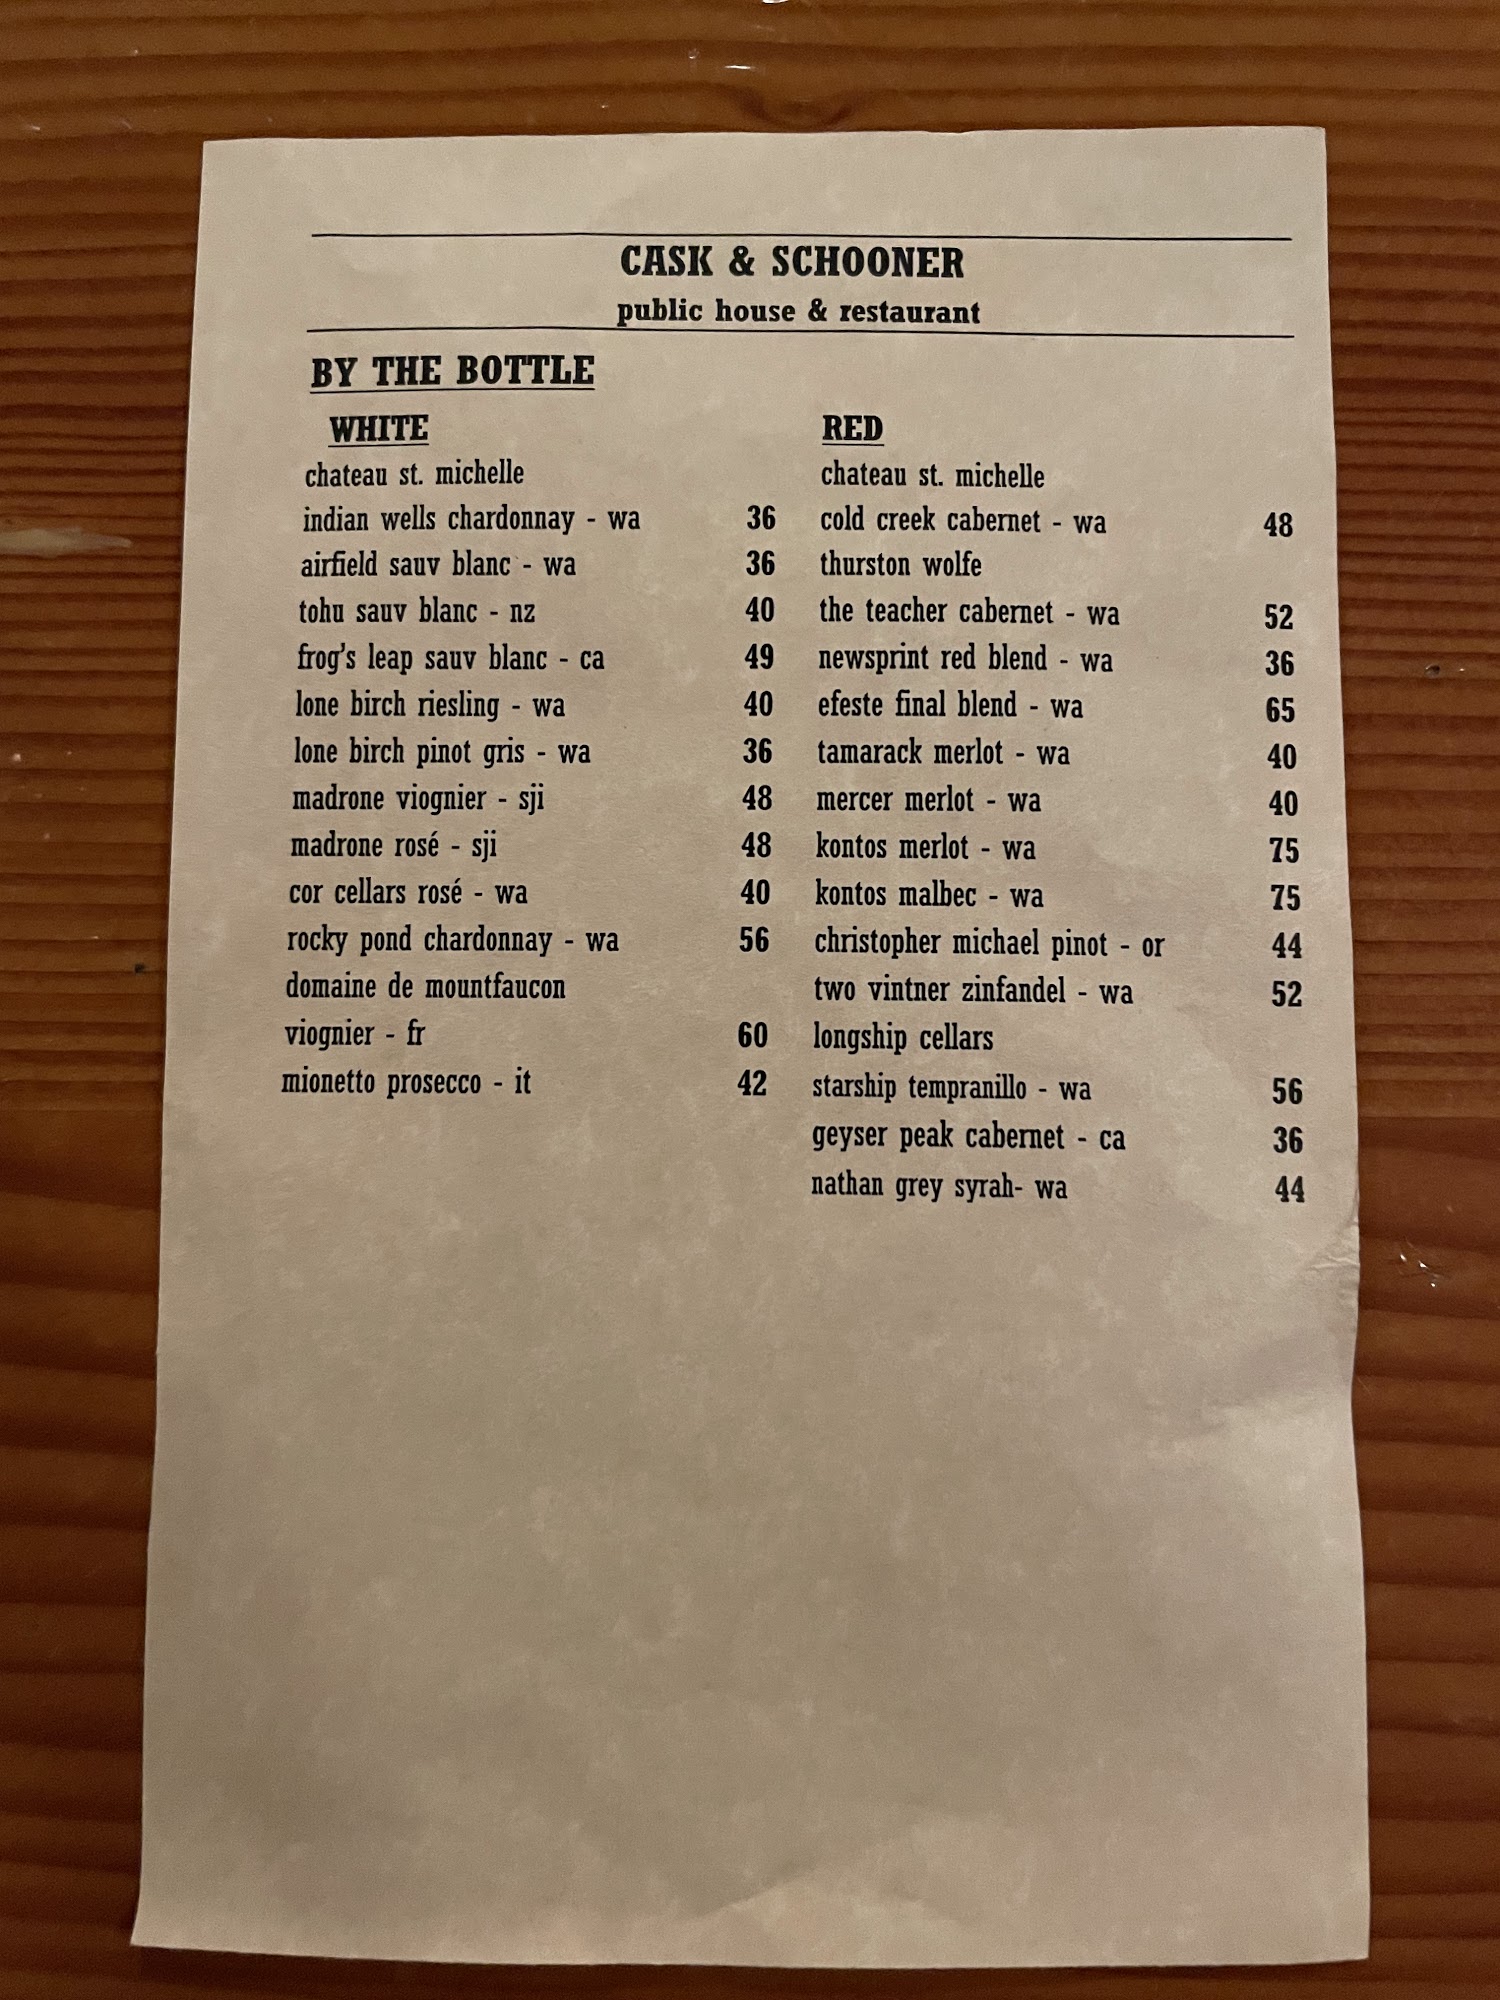 CASK & SCHOONER
public house & restaurant
BY THE BOTTLE
WHITE
chateau st. michelle
indian wells chardonnay - wa 36
airfield sauv blanc - wa 36
tohu sauv blanc - nz 40
frog's leap sauv blanc - ca 49
lone birch riesling - wa 40
lone birch pinot gris - wa 36
madrone viognier - sji 48
madrone rosé - sji 48
cor cellars rosé - wa 40
rocky pond chardonnay - wa 56
domaine de mountfaucon
viognier - fr 60
mionetto prosecco - it 42
RED
chateau st. michelle
cold creek cabernet - wa 48
thurston wolfe
the teacher cabernet - wa 52
newsprint red blend - wa 36
efeste final blend - wa 65
tamarack merlot - wa 40
mercer merlot - wa 40
kontos merlot - wa 75
kontos malbec - wa 75
christopher michael pinot - or 44
two vintner zinfandel - wa 52
longship cellars
starship tempranillo - wa 56
geyser peak cabernet - ca 36
nathan grey syrah- wa 44